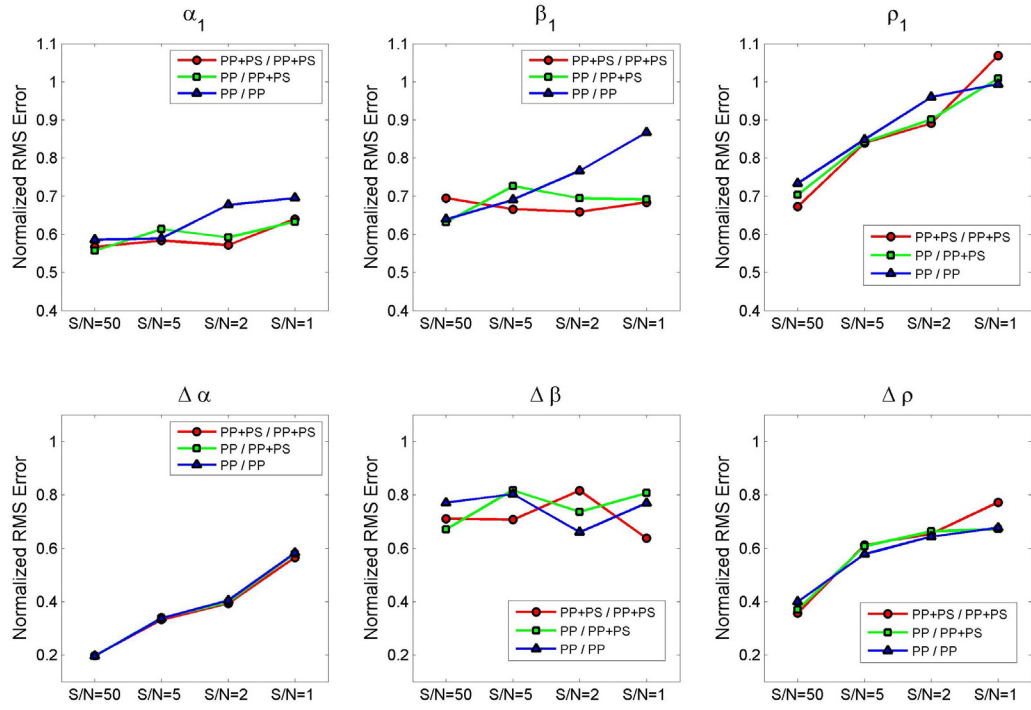 α1
Normalized RMS Error
1.1
1
0.9
0.8
0.7
0.6
0.5
0.4
PP+PS / PP+PS
PP / PP+PS
PP / PP
S/N=50 S/N=5 S/N=2 S/N=1
β1
Normalized RMS Error
1.1
1
0.9
0.8
0.7
0.6
0.5
0.4
PP+PS / PP+PS
PP / PP+PS
PP / PP
S/N=50 S/N=5 S/N=2 S/N=1
ρ1
Normalized RMS Error
1.1
1
0.9
0.8
0.7
0.6
0.5
0.4
PP+PS / PP+PS
PP / PP+PS
PP / PP
S/N=50 S/N=5 S/N=2 S/N=1
Δ α
Normalized RMS Error
1
0.8
0.6
0.4
0.2
PP+PS / PP+PS
PP / PP+PS
PP / PP
S/N=50 S/N=5 S/N=2 S/N=1
Δ β
Normalized RMS Error
1
0.8
0.6
0.4
0.2
PP+PS / PP+PS
PP / PP+PS
PP / PP
S/N=50 S/N=5 S/N=2 S/N=1
Δ ρ
Normalized RMS Error
1
0.8
0.6
0.4
0.2
PP+PS / PP+PS
PP / PP+PS
PP / PP
S/N=50 S/N=5 S/N=2 S/N=1